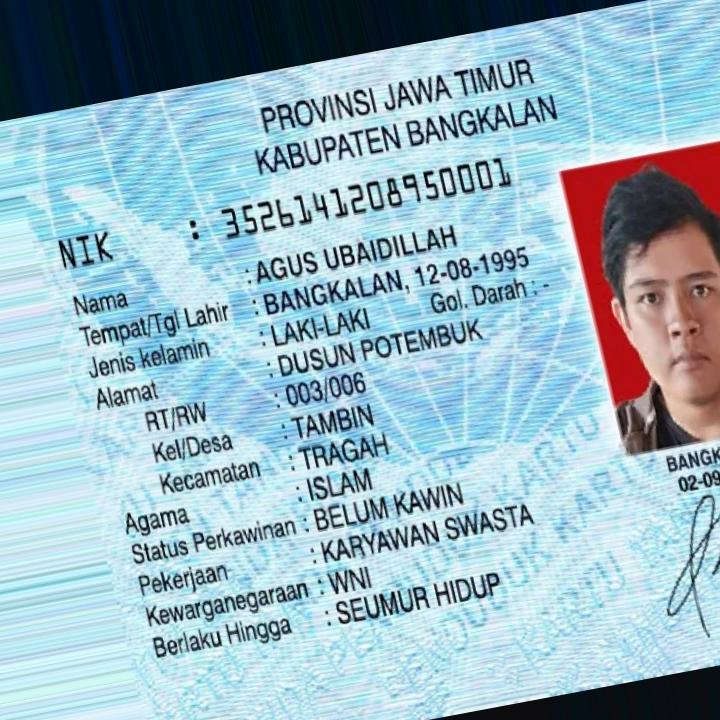 PROVINSI JAWA TIMUR
KABUPATEN BANGKALAN
NIK : 3526141208950001
Nama : AGUS UBAIDILLAH
Tempat/Tgl Lahir : BANGKALAN, 12-08-1995
Jenis kelamin : LAKI-LAKI Gol. Darah : -
Alamat : DUSUN POTEMBUK
RT/RW : 003/006
Kel/Desa : TAMBIN
Kecamatan : TRAGAH
Agama : ISLAM
Status Perkawinan : BELUM KAWIN
Pekerjaan : KARYAWAN SWASTA
Kewarganegaraan : WNI
Berlaku Hingga : SEUMUR HIDUP
BANGK
02-09